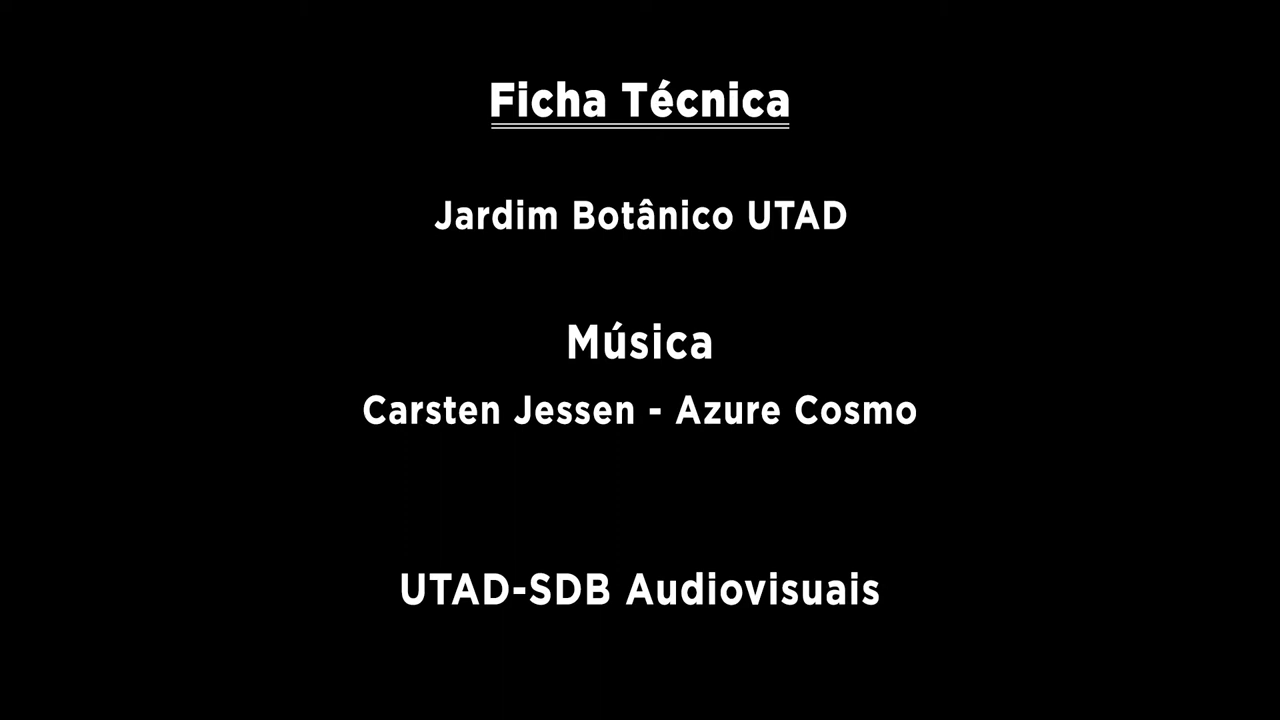 Ficha Técnica
Jardim Botânico UTAD
Música
Carsten Jessen - Azure Cosmo
UTAD-SDB Audiovisuais